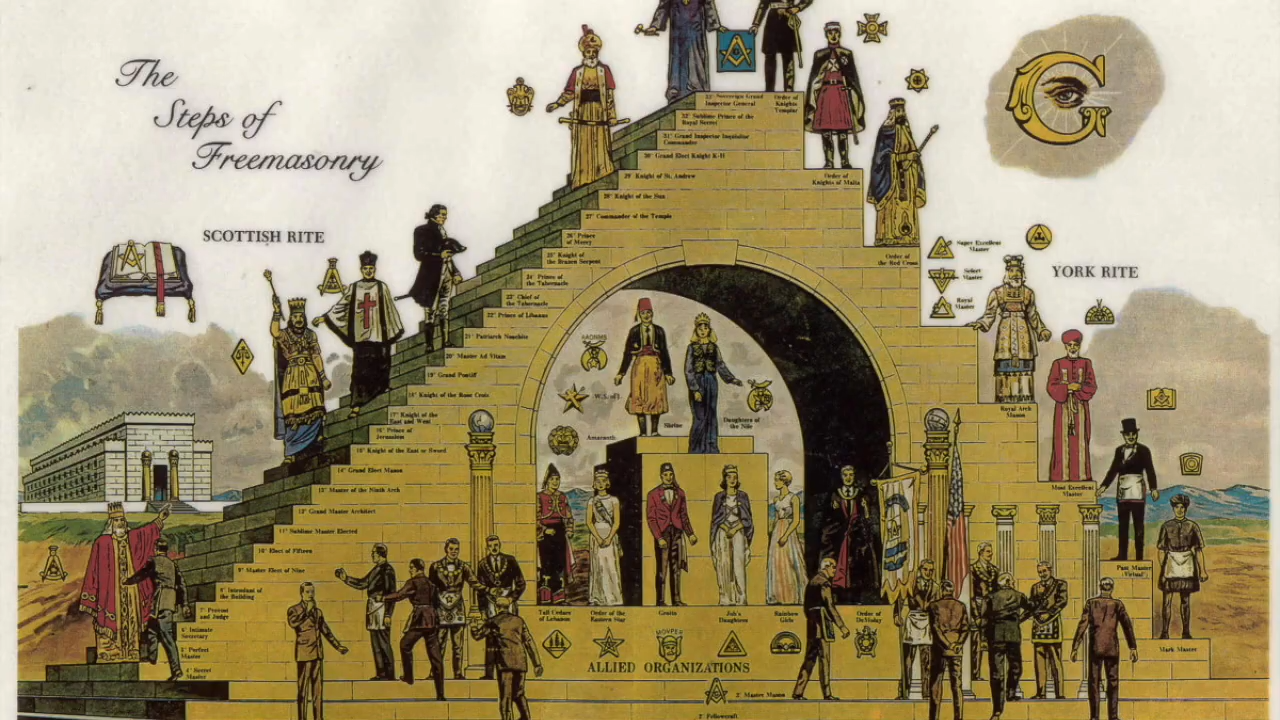 The
Steps of
Freemasonry
SCOTTISH RITE
YORK RITE
G
33° Sovereign Grand
Inspector General
Order of
Knights
Templar
32° Sublime Prince of the
Royal Secret
31° Grand Inspector Inquisitor
Commander
30° Grand Elect Knight K-H
29° Knight of St. Andrew
28° Knight of the Sun
27° Commander of the Temple
26° Prince
of Mercy
25° Knight of
the Brazen Serpent
24° Prince of
the Tabernacle
23° Chief of
the Tabernacle
22° Prince of Libanus
21° Patriarch Noachite
20° Master Ad Vitam
19° Grand Pontiff
18° Knight of the Rose Croix
17° Knight of the
East and West
16° Prince of
Jerusalem
15° Knight of the East or Sword
14° Grand Elect Mason
13° Master of the Ninth Arch
12° Grand Master Architect
11° Sublime Master Elected
10° Elect of Fifteen
9° Master Elect of Nine
8° Intendant of
the Building
7° Provost
and Judge
6° Intimate
Secretary
5° Perfect
Master
4° Secret
Master
Order of
Knights of Malta
Order of
the Red Cross
Super Excellent
Master
Select
Master
Royal
Master
Royal Arch
Mason
Most Excellent
Master
Past Master
(Virtual)
Mark Master
Shrine
Daughters of
the Nile
Amaranth
Tall Cedars
of Lebanon
Order of the
Eastern Star
Grotto
Job's
Daughters
Rainbow
Girls
Order of
DeMolay
MOVPER
ALLIED ORGANIZATIONS
3° Master Mason
2° Fellowcraft